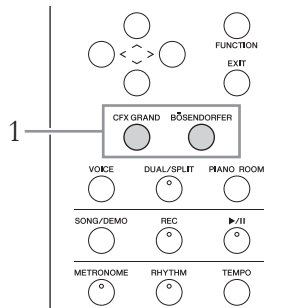 FUNCTION
EXIT
1
CFX GRAND BÖSENDORFER
VOICE DUAL/SPLIT PIANO ROOM
SONG/DEMO REC ►/II
METRONOME RHYTHM TEMPO